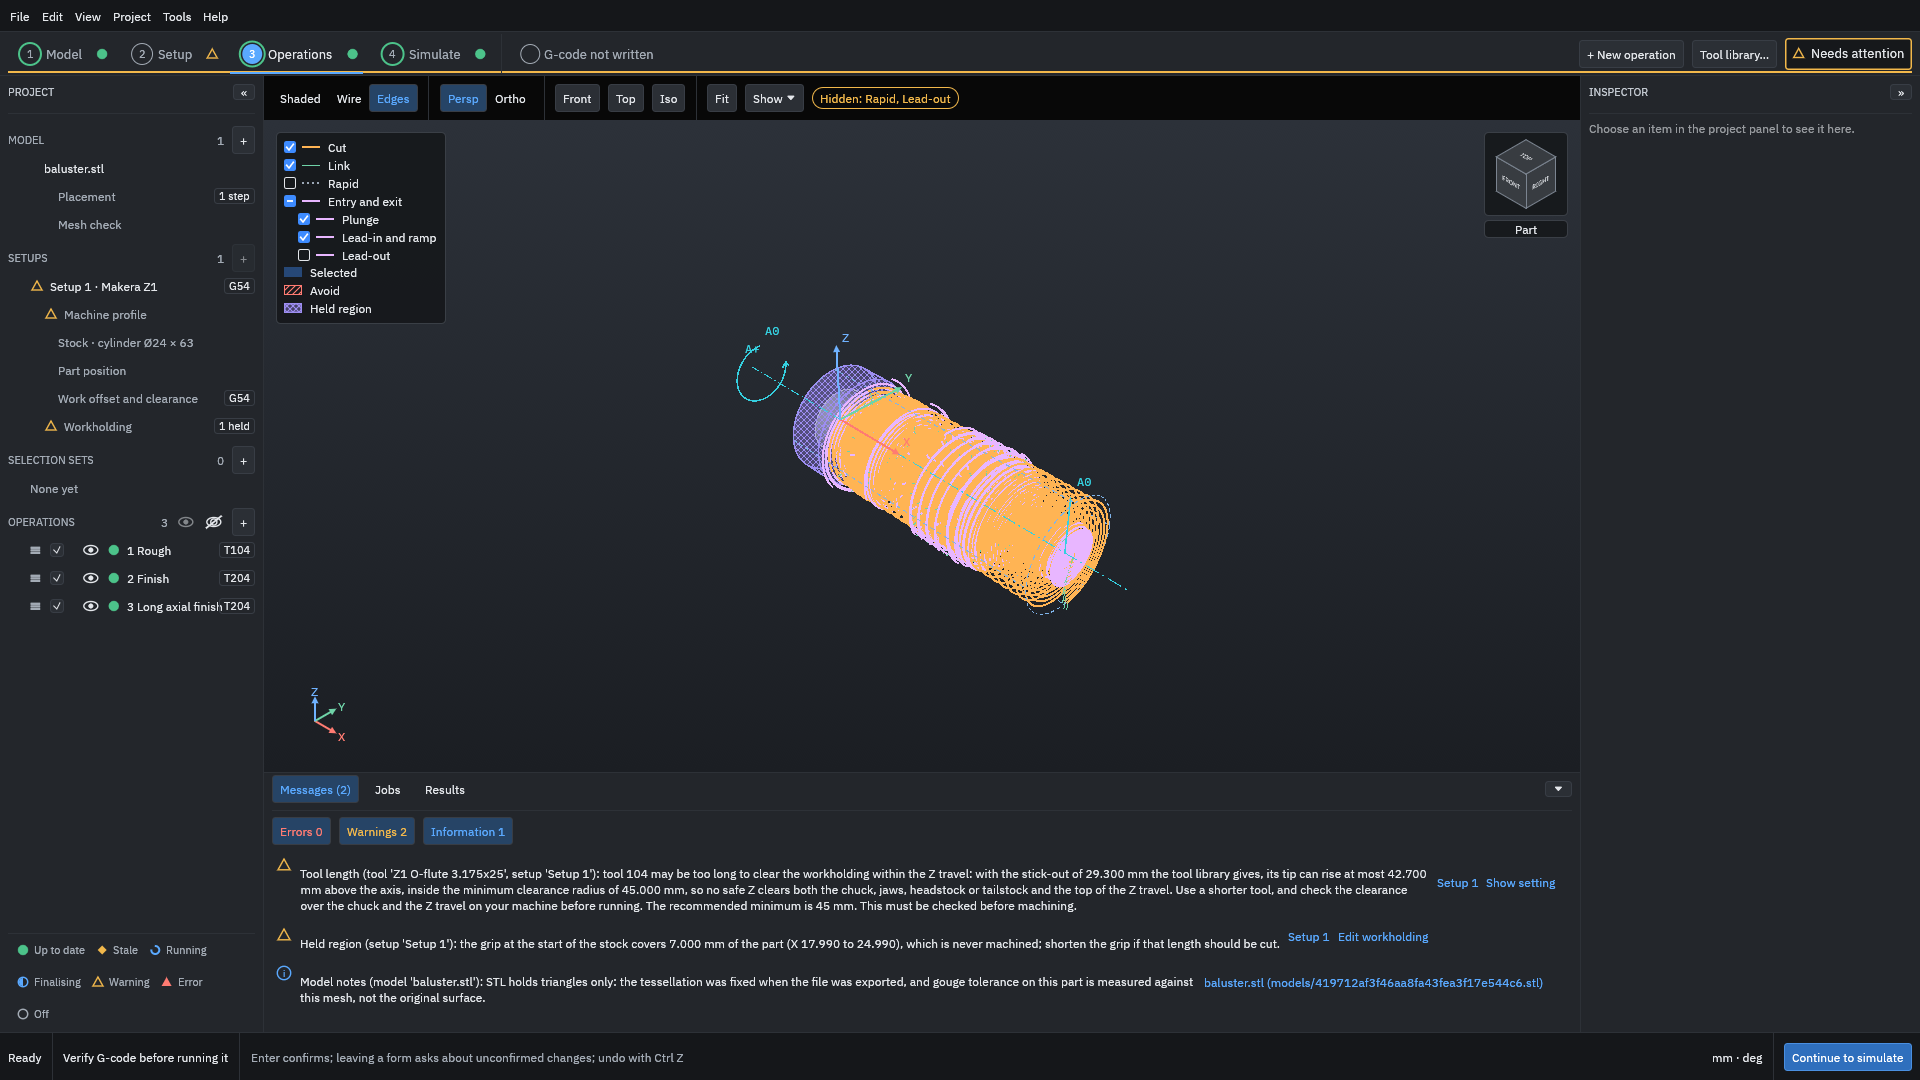 File Edit View Project Tools Help
1 Model 2 Setup 3 Operations 4 Simulate G-code not written + New operation Tool library... Needs attention
PROJECT «
Shaded Wire Edges Persp Ortho Front Top Iso Fit Show Hidden: Rapid, Lead-out
INSPECTOR »
Choose an item in the project panel to see it here.
MODEL 1 +
baluster.stl
Placement 1 step
Mesh check
SETUPS 1 +
Setup 1 · Makera Z1 G54
Machine profile
Stock · cylinder Ø24 × 63
Part position
Work offset and clearance G54
Workholding 1 held
SELECTION SETS 0 +
None yet
OPERATIONS 3 +
1 Rough T104
2 Finish T204
3 Long axial finish T204
Up to date Stale Running
Finalising Warning Error
Off
Cut
Link
Rapid
Entry and exit
Plunge
Lead-in and ramp
Lead-out
Selected
Avoid
Held region
TOP
FRONT RIGHT
Part
A0
A+
Z
Y
X
A0
Z
Y
X
Messages (2) Jobs Results
Errors 0 Warnings 2 Information 1
Tool length (tool 'Z1 O-flute 3.175x25', setup 'Setup 1'): tool 104 may be too long to clear the workholding within the Z travel: with the stick-out of 29.300 mm the tool library gives, its tip can rise at most 42.700
mm above the axis, inside the minimum clearance radius of 45.000 mm, so no safe Z clears both the chuck, jaws, headstock or tailstock and the top of the Z travel. Use a shorter tool, and check the clearance
over the chuck and the Z travel on your machine before running. The recommended minimum is 45 mm. This must be checked before machining.
Setup 1 Show setting
Held region (setup 'Setup 1'): the grip at the start of the stock covers 7.000 mm of the part (X 17.990 to 24.990), which is never machined; shorten the grip if that length should be cut.
Setup 1 Edit workholding
Model notes (model 'baluster.stl'): STL holds triangles only: the tessellation was fixed when the file was exported, and gouge tolerance on this part is measured against
this mesh, not the original surface.
baluster.stl (models/419712af3f46aa8fa43fea3f17e544c6.stl)
Ready Verify G-code before running it Enter confirms; leaving a form asks about unconfirmed changes; undo with Ctrl Z mm · deg Continue to simulate